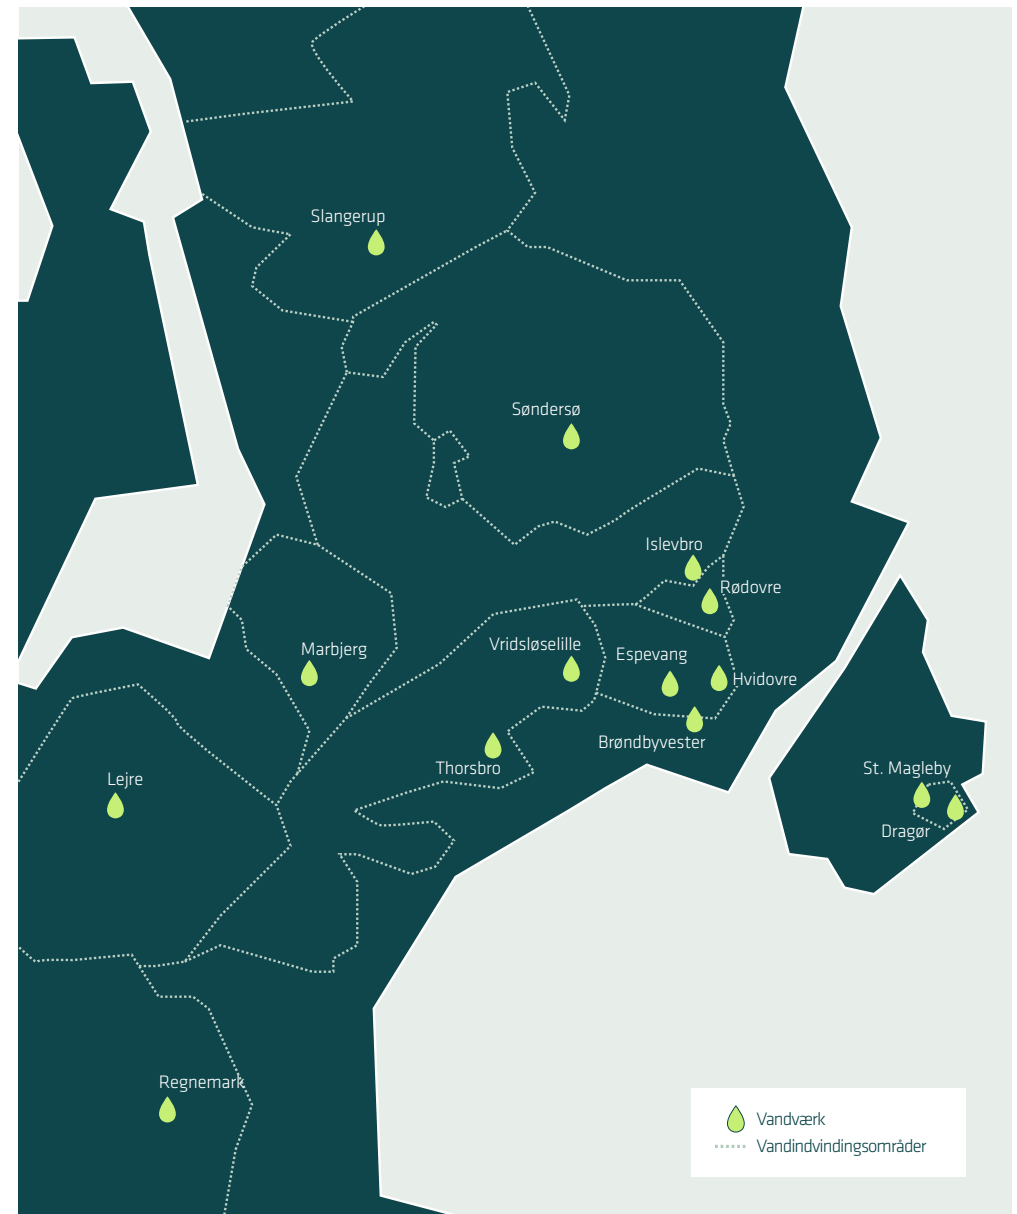 Slangerup
Søndersø
Islevbro
Rødovre
Vridsløselille
Marbjerg
Espevang
Hvidovre
Brøndbyvester
Thorsbro
St. Magleby
Lejre
Dragør
Regnemark
Vandværk
Vandindvindingsområder